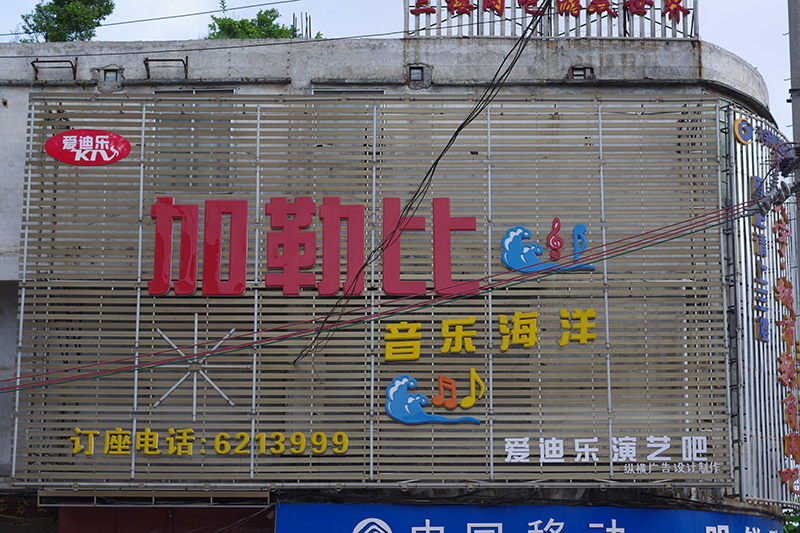 爱迪乐
KTV
加勒比
音乐海洋
订座电话:6213999
爱迪乐演艺吧
纵横广告设计制作
中国移动